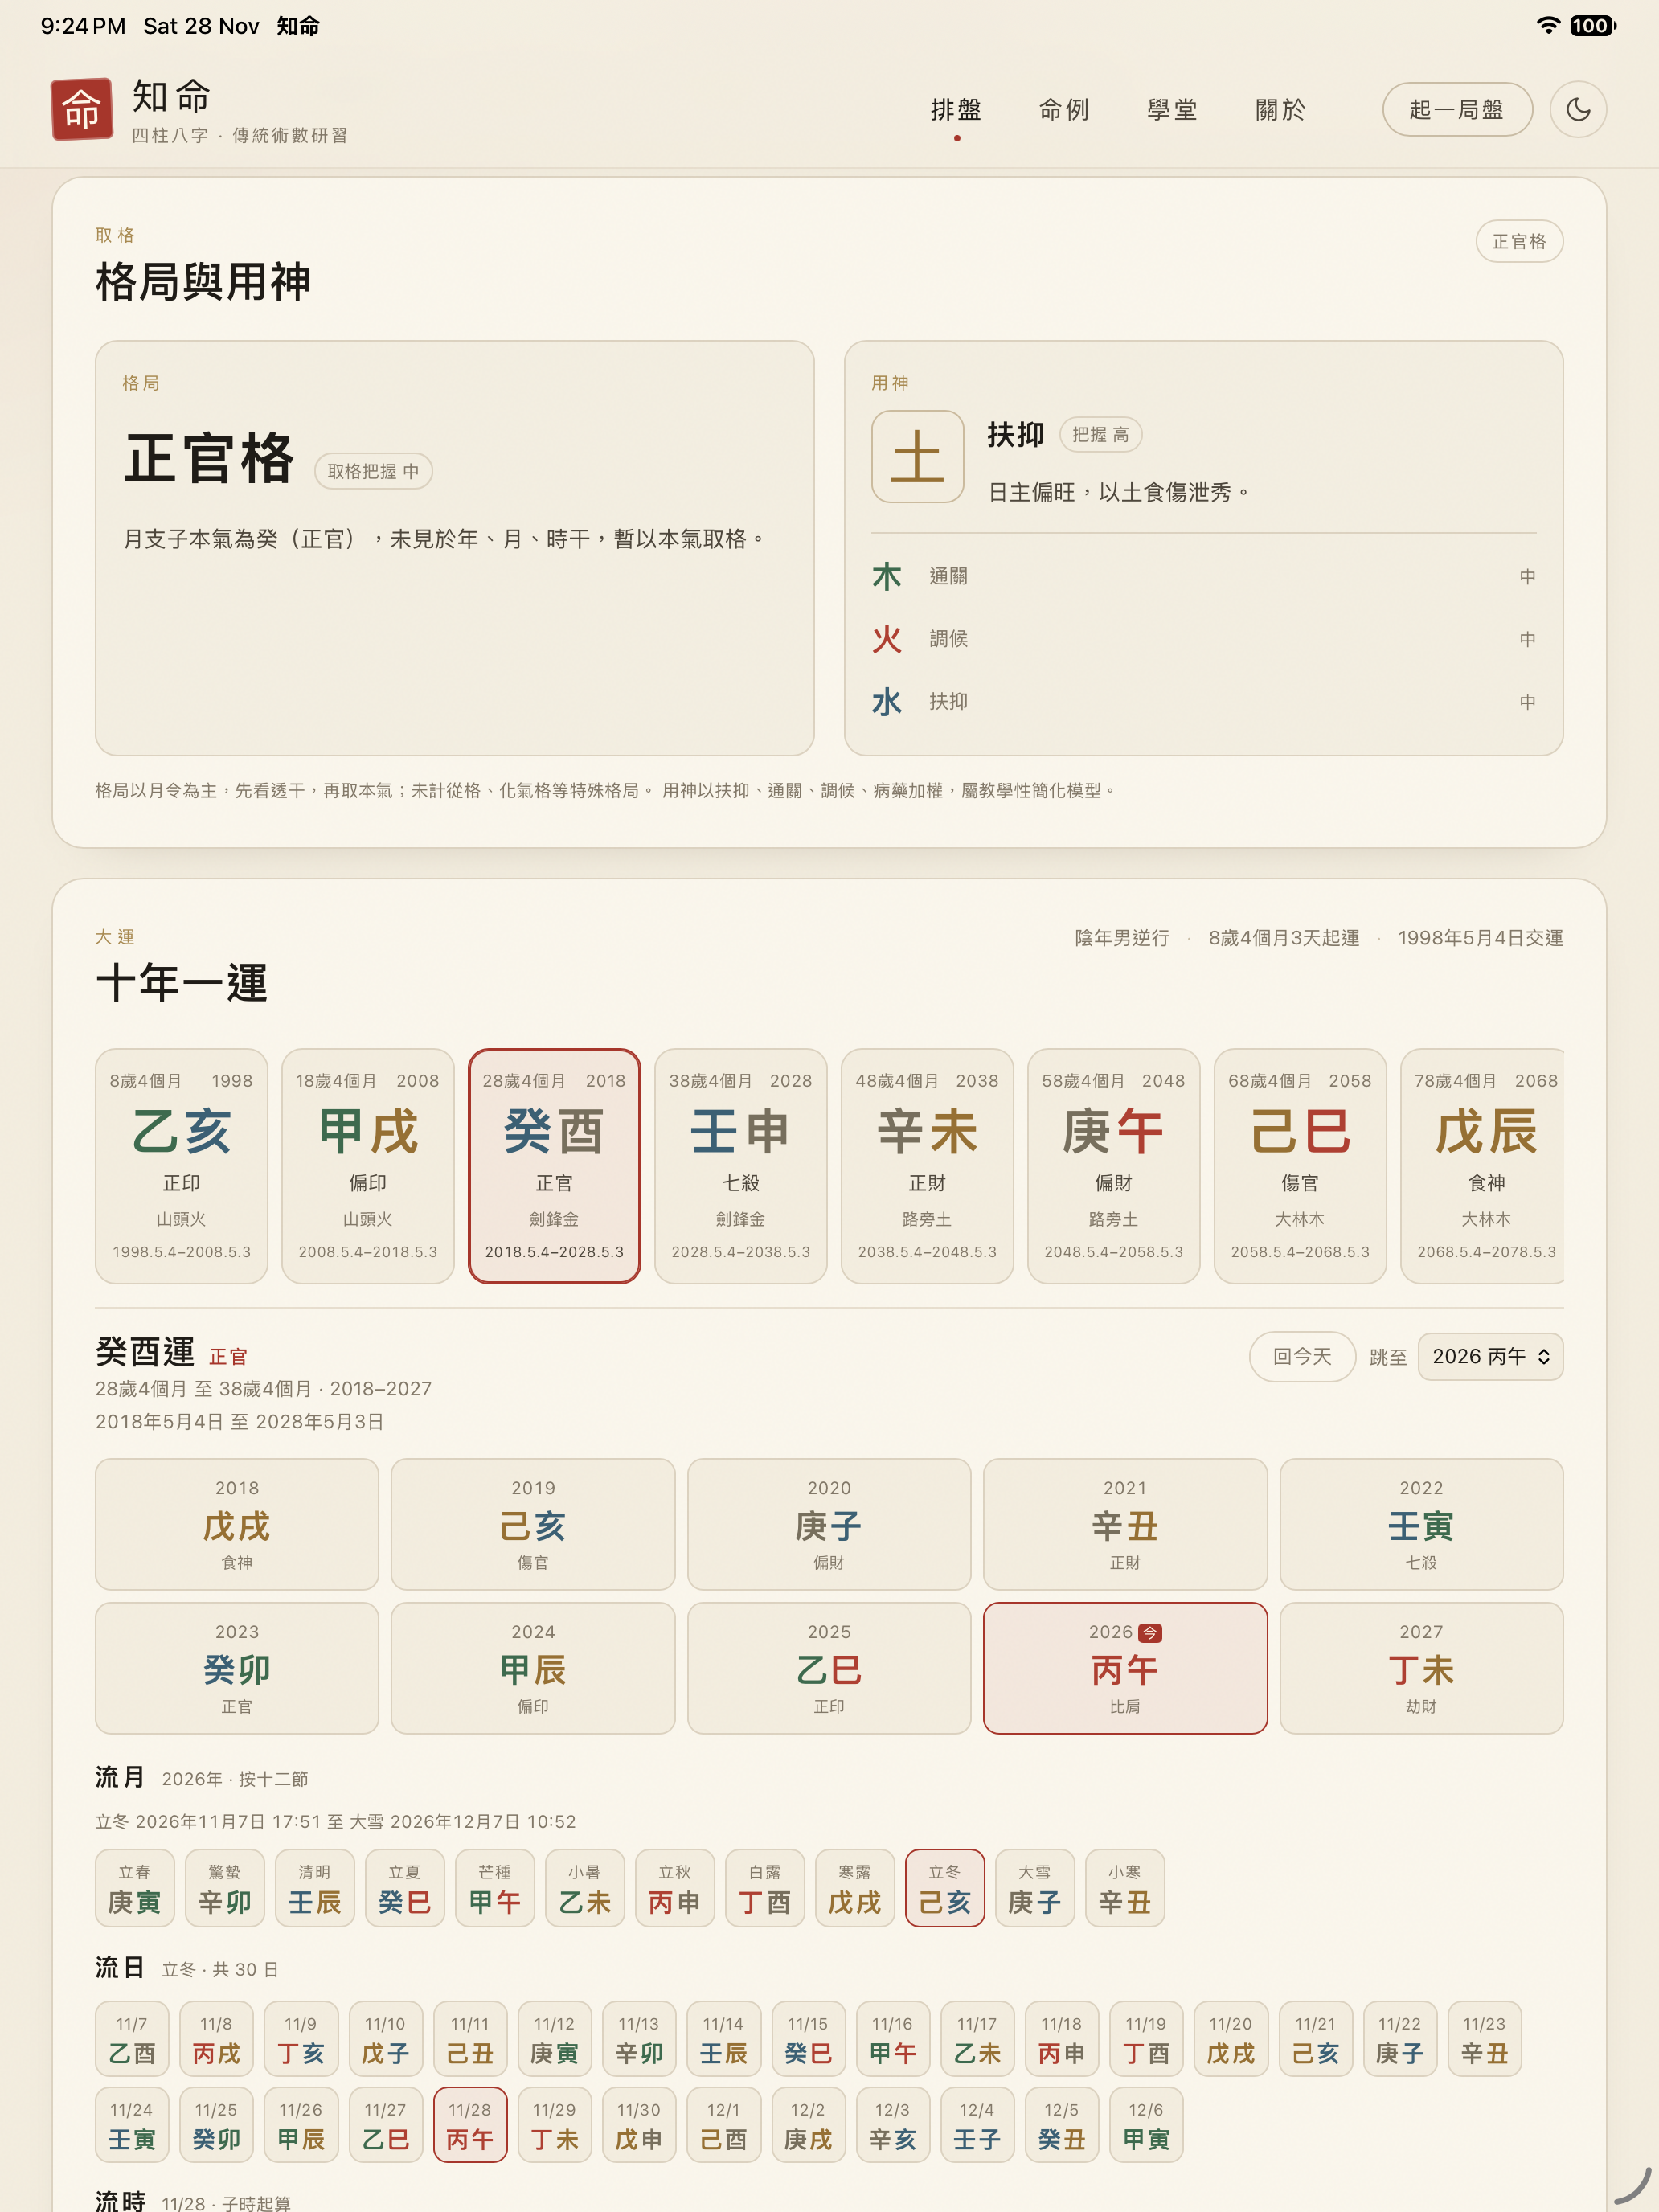 9:24 PM Sat 28 Nov 知命
100
命
知命
四柱八字 · 傳統術數研習
排盤 命例 學堂 關於 起一局盤
取格
格局與用神
正官格
格局
正官格 取格把握 中
月支子本氣為癸（正官），未見於年、月、時干，暫以本氣取格。
用神
土
扶抑 把握 高
日主偏旺，以土食傷泄秀。
木 通關 中
火 調候 中
水 扶抑 中
格局以月令為主，先看透干，再取本氣；未計從格、化氣格等特殊格局。 用神以扶抑、通關、調候、病藥加權，屬教學性簡化模型。
大運
十年一運
陰年男逆行 · 8歲4個月3天起運 · 1998年5月4日交運
8歲4個月 1998
乙亥
正印
山頭火
1998.5.4–2008.5.3
18歲4個月 2008
甲戌
偏印
山頭火
2008.5.4–2018.5.3
28歲4個月 2018
癸酉
正官
劍鋒金
2018.5.4–2028.5.3
38歲4個月 2028
壬申
七殺
劍鋒金
2028.5.4–2038.5.3
48歲4個月 2038
辛未
正財
路旁土
2038.5.4–2048.5.3
58歲4個月 2048
庚午
偏財
路旁土
2048.5.4–2058.5.3
68歲4個月 2058
己巳
傷官
大林木
2058.5.4–2068.5.3
78歲4個月 2068
戊辰
食神
大林木
2068.5.4–2078.5.3
癸酉運 正官
28歲4個月 至 38歲4個月 · 2018–2027
2018年5月4日 至 2028年5月3日
回今天 跳至 2026 丙午
2018
戊戌
食神
2019
己亥
傷官
2020
庚子
偏財
2021
辛丑
正財
2022
壬寅
七殺
2023
癸卯
正官
2024
甲辰
偏印
2025
乙巳
正印
2026 今
丙午
比肩
2027
丁未
劫財
流月 2026年 · 按十二節
立冬 2026年11月7日 17:51 至 大雪 2026年12月7日 10:52
立春 驚蟄 清明 立夏 芒種 小暑 立秋 白露 寒露 立冬 大雪 小寒
庚寅 辛卯 壬辰 癸巳 甲午 乙未 丙申 丁酉 戊戌 己亥 庚子 辛丑
流日 立冬 · 共 30 日
11/7 11/8 11/9 11/10 11/11 11/12 11/13 11/14 11/15 11/16 11/17 11/18 11/19 11/20 11/21 11/22 11/23
乙酉 丙戌 丁亥 戊子 己丑 庚寅 辛卯 壬辰 癸巳 甲午 乙未 丙申 丁酉 戊戌 己亥 庚子 辛丑
11/24 11/25 11/26 11/27 11/28 11/29 11/30 12/1 12/2 12/3 12/4 12/5 12/6
壬寅 癸卯 甲辰 乙巳 丙午 丁未 戊申 己酉 庚戌 辛亥 壬子 癸丑 甲寅
流時 11/28 · 子時起算